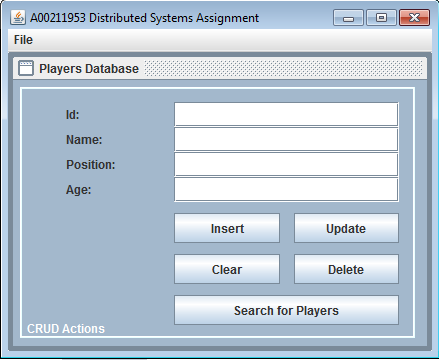 A00211953 Distributed Systems Assignment
File
Players Database
Id:
Name:
Position:
Age:
Insert Update
Clear Delete
Search for Players
CRUD Actions